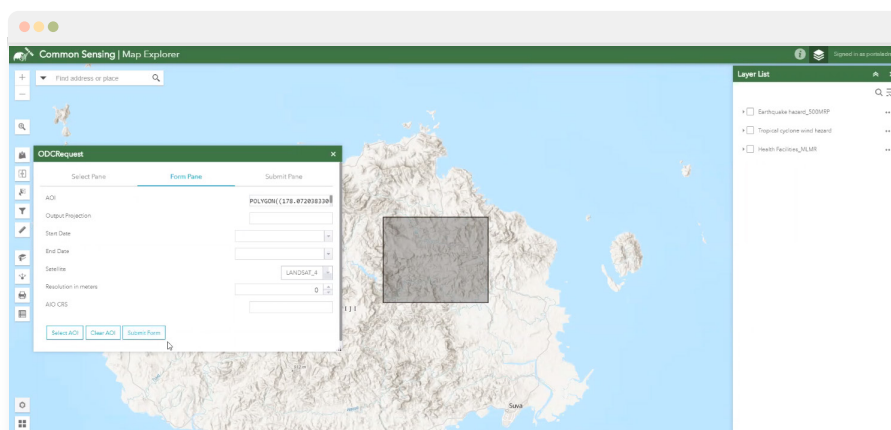 Common Sensing | Map Explorer
Signed in as
Find address or place
Layer List
Earthquake hazard_500MRP
Tropical cyclone wind hazard
Health Facilities_MLMR
ODCRequest
Select Pane Form Pane Submit Pane
AOI POLYGON((178.072038330
Output Projection
Start Date
End Date
Satellite LANDSAT_4
Resolution in meters 0
AIO CRS
Select AOI Clear AOI Submit Form
Suva